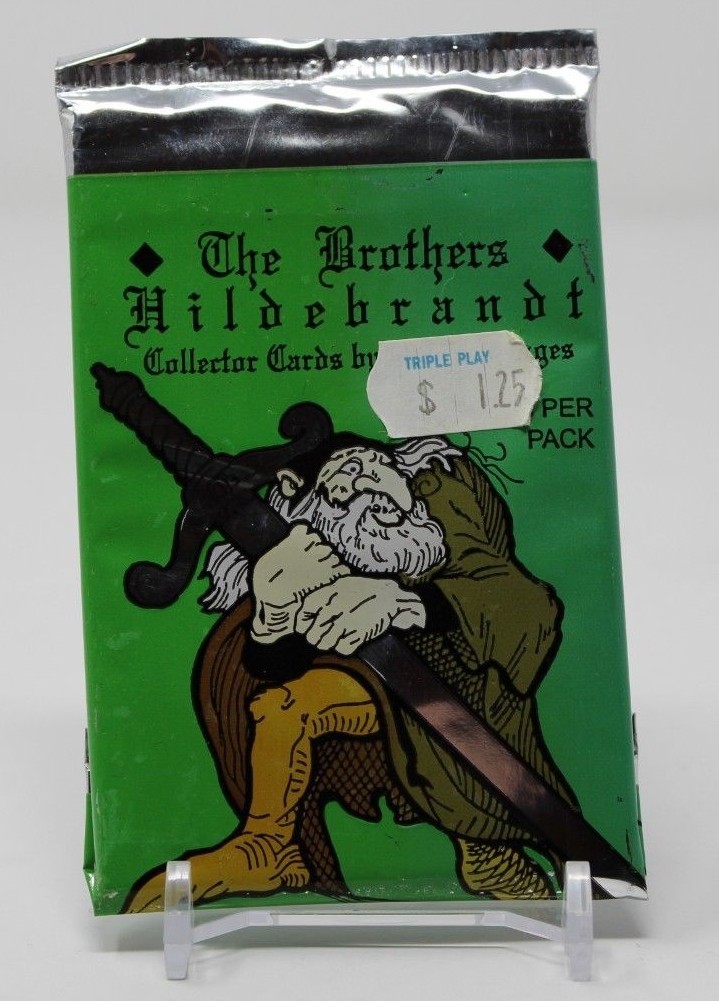 The Brothers
Hildebrandt
Collector Cards by
TRIPLE PLAY
$ 1.25
PER
PACK